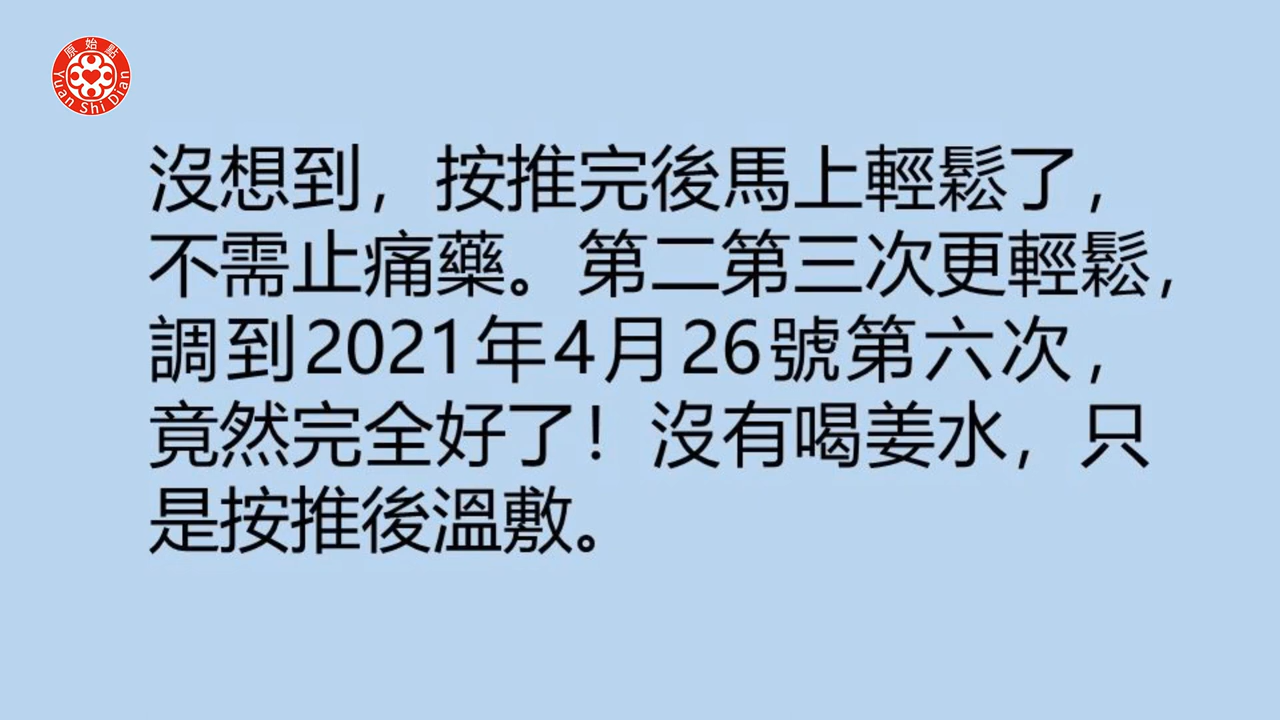 原始點
Yuan Shi Dian
沒想到，按推完後馬上輕鬆了，
不需止痛藥。第二第三次更輕鬆，
調到2021年4月26號第六次，
竟然完全好了！沒有喝姜水，只
是按推後溫敷。